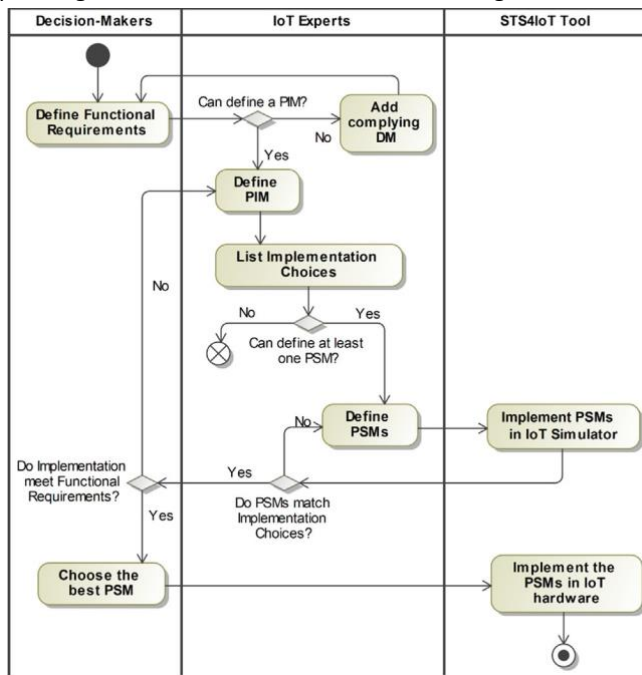 Decision-Makers
IoT Experts
STS4IoT Tool
Define Functional
Requirements
Can define a PIM?
No
Add
complying
DM
Yes
Define
PIM
List Implementation
Choices
No
No
Yes
Can define at least
one PSM?
Define
PSMs
No
Implement PSMs
in IoT Simulator
Do Implementation
meet Functional
Requirements?
Yes
Do PSMs match
Implementation
Choices?
Yes
Choose the
best PSM
Implement the
PSMs in IoT
hardware